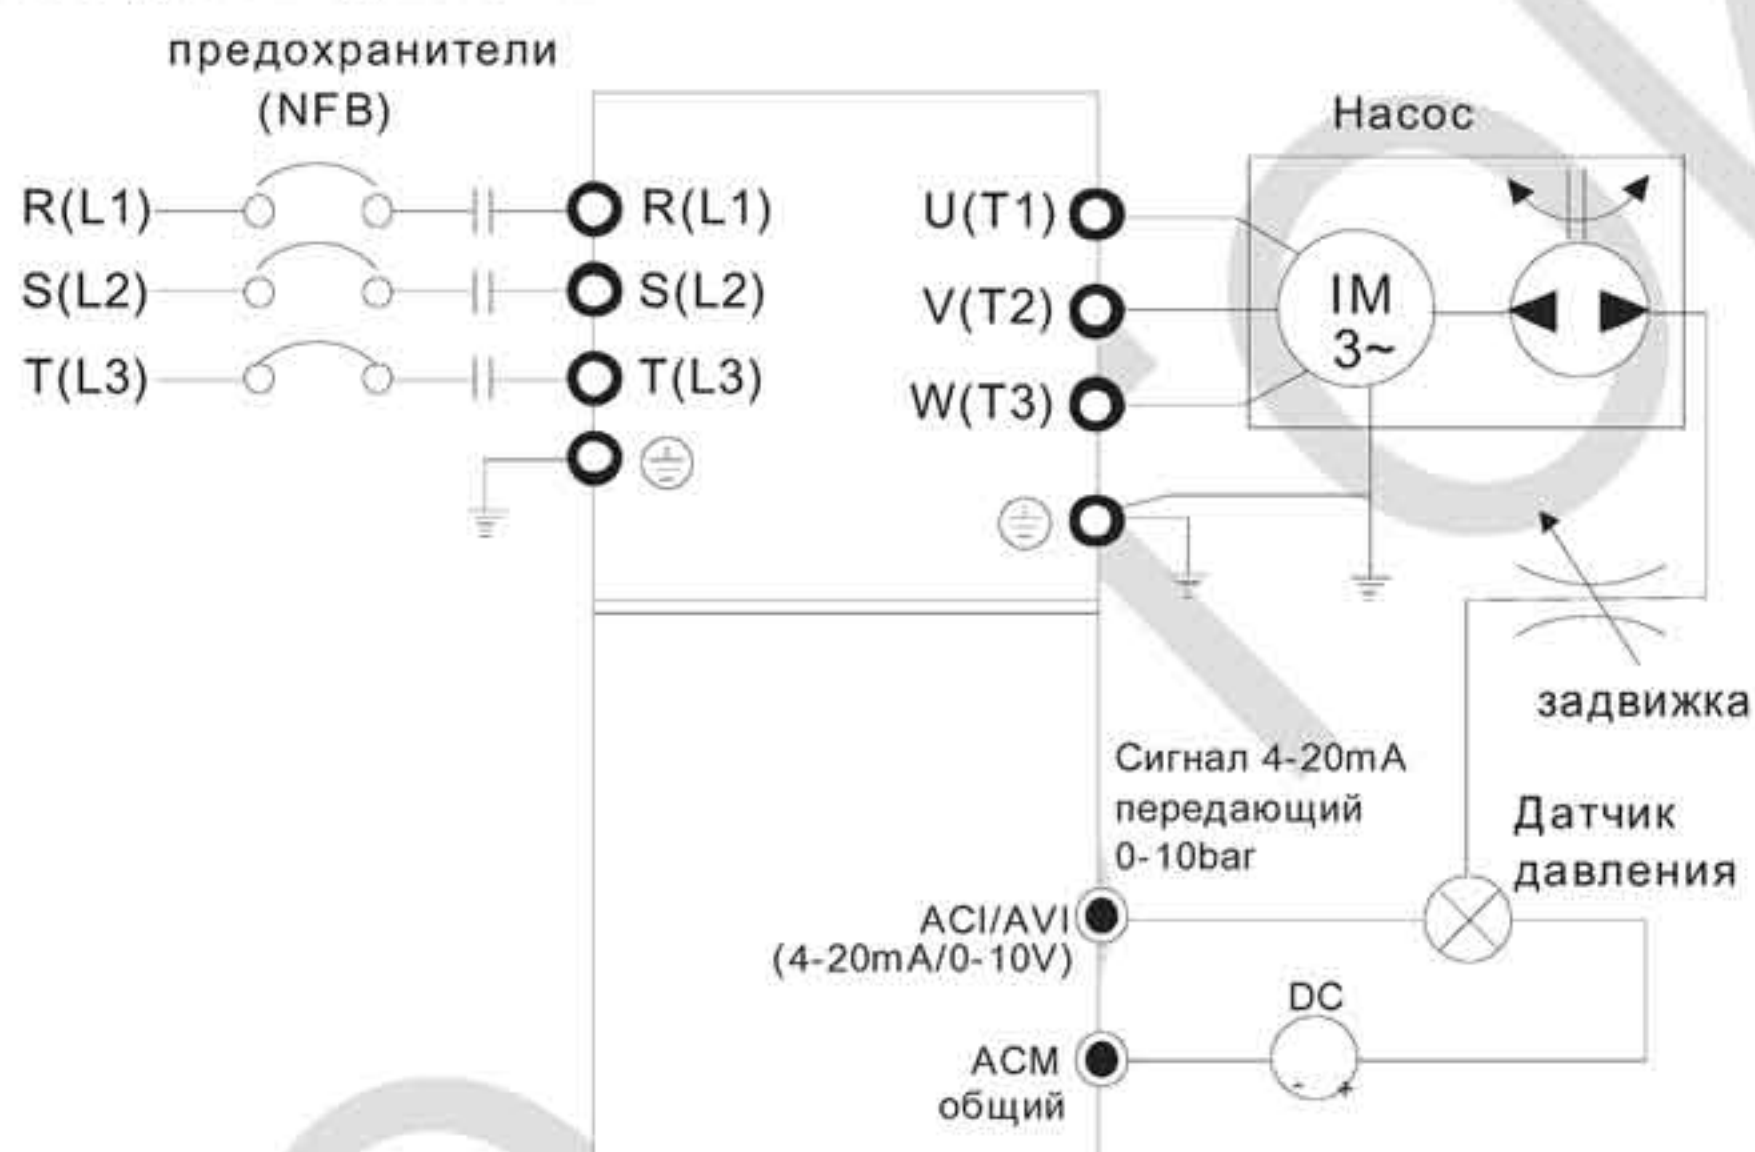 предохранители
(NFB)
Насос
R(L1)
R(L1)
U(T1)
S(L2)
S(L2)
V(T2)
IM
3~
T(L3)
T(L3)
W(T3)
задвижка
Сигнал 4-20mA
передающий
0-10bar
Датчик
давления
ACI/AVI
(4-20mA/0-10V)
DC
- +
ACM
общий